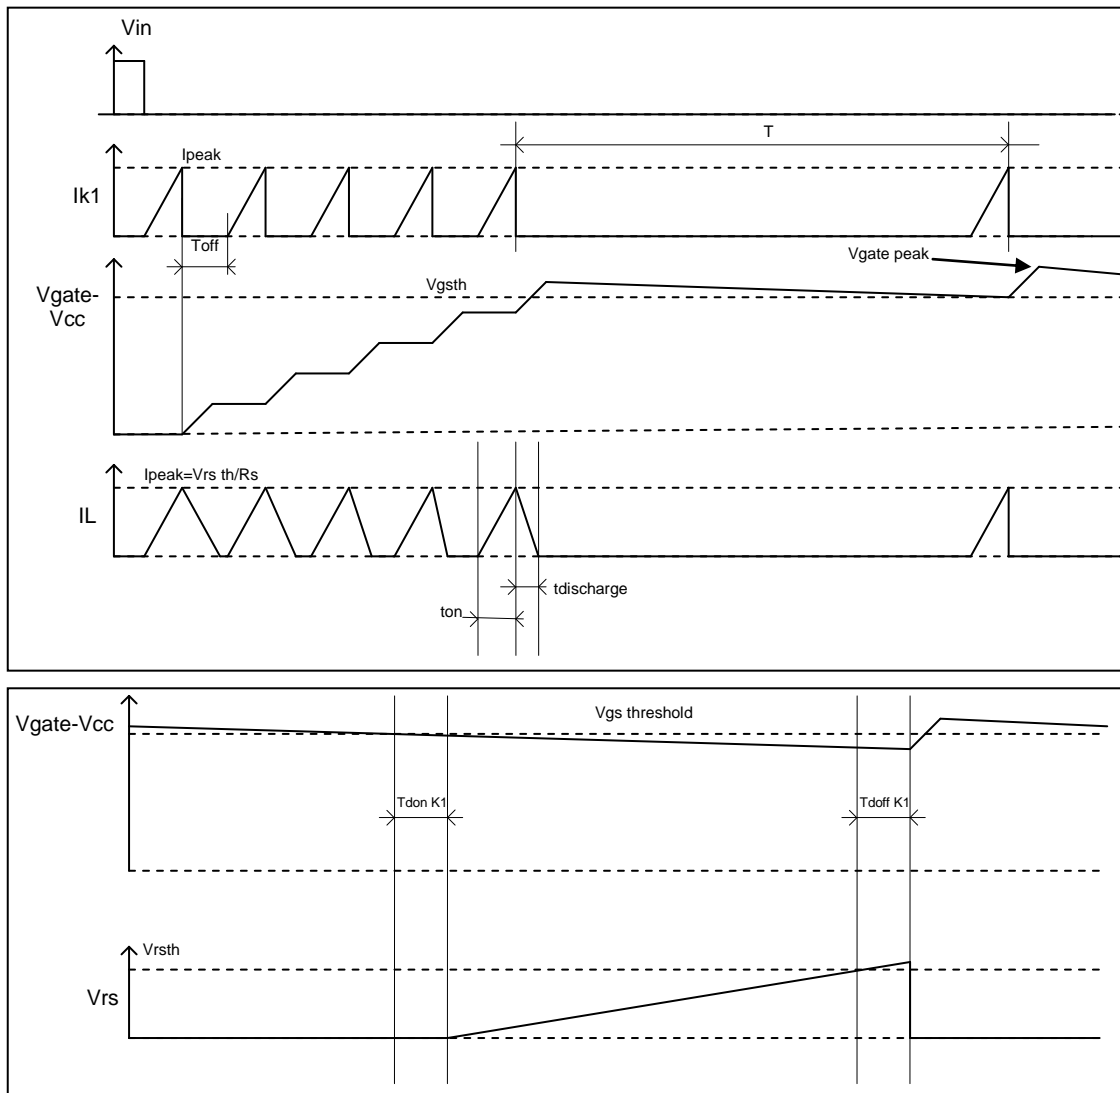 Vin
T
Ipeak
Ik1
Toff
Vgate peak
Vgsth
Vgate-
Vcc
Ipeak=Vrs th/Rs
IL
tdischarge
ton
Vgate-Vcc
Vgs threshold
Tdon K1
Tdoff K1
Vrsth
Vrs